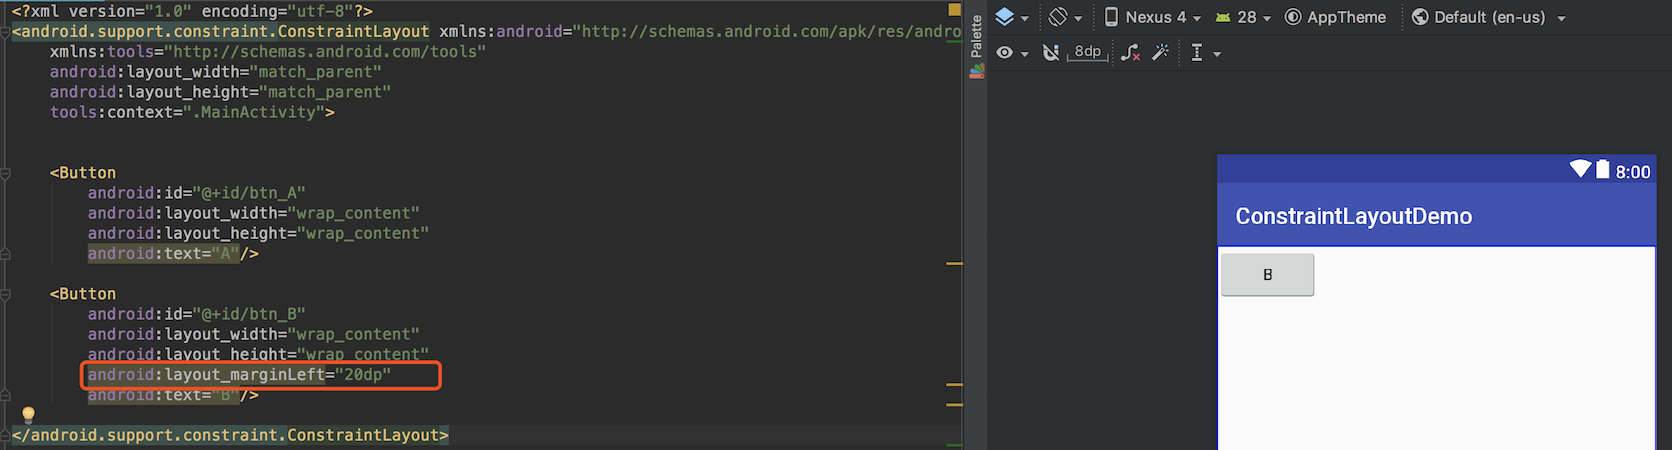 <?xml version="1.0" encoding="utf-8"?>
<android.support.constraint.ConstraintLayout xmlns:android="http://schemas.android.com/apk/res/andro
xmlns:tools="http://schemas.android.com/tools"
android:layout_width="match_parent"
android:layout_height="match_parent"
tools:context=".MainActivity">
<Button
android:id="@+id/btn_A"
android:layout_width="wrap_content"
android:layout_height="wrap_content"
android:text="A"/>
<Button
android:id="@+id/btn_B"
android:layout_width="wrap_content"
android:layout_height="wrap_content"
android:layout_marginLeft="20dp"
android:text="B"/>
</android.support.constraint.ConstraintLayout>
Palette
Nexus 4 28 AppTheme Default (en-us)
8dp
8:00
ConstraintLayoutDemo
B